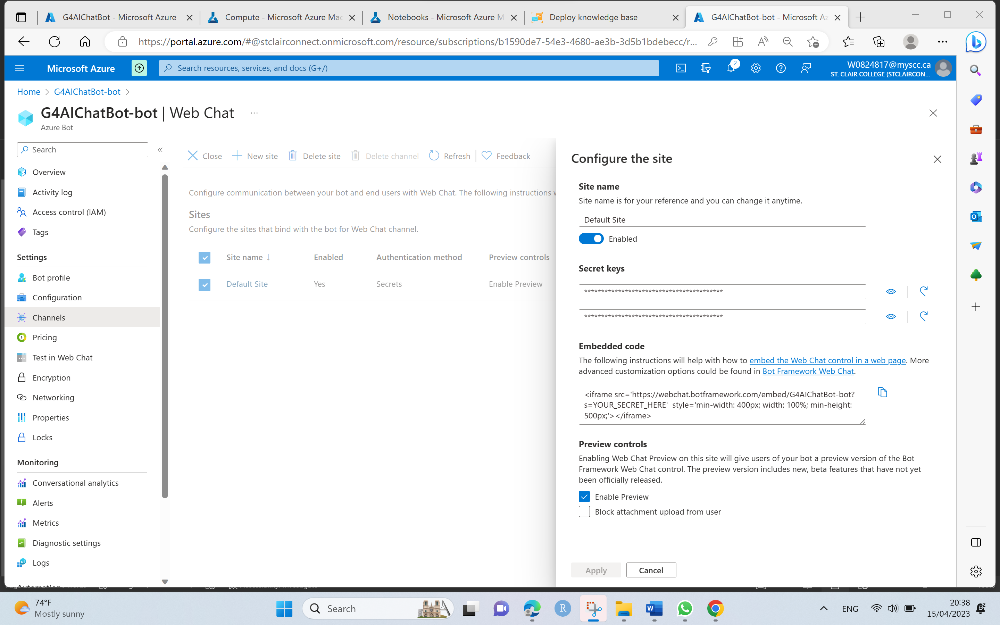 G4AIChatBot - Microsoft Azure
Compute - Microsoft Azure Mac
Notebooks - Microsoft Azure M
Deploy knowledge base
G4AIChatBot-bot - Microsoft Az
https://portal.azure.com/#@stclairconnect.onmicrosoft.com/resource/subscriptions/b1590de7-54e3-4680-ae3b-3d5b1bdebecc/r...
Microsoft Azure
Search resources, services, and docs (G+/)
2
W0824817@myscc.ca
ST. CLAIR COLLEGE (STCLAIRCON...
Home > G4AIChatBot-bot >
G4AIChatBot-bot | Web Chat ...
Azure Bot
Search
«
Overview
Activity log
Access control (IAM)
Tags
Settings
Bot profile
Configuration
Channels
Pricing
Test in Web Chat
Encryption
Networking
Properties
Locks
Monitoring
Conversational analytics
Alerts
Metrics
Diagnostic settings
Logs
Close
New site
Delete site
Delete channel
Refresh
Feedback
Configure communication between your bot and end users with Web Chat. The following instructions
Sites
Configure the sites that bind with the bot for Web Chat channel.
Site name ↓ Enabled Authentication method Preview controls
Default Site Yes Secrets Enable Preview
Configure the site
Site name
Site name is for your reference and you can change it anytime.
Default Site
Enabled
Secret keys
*****************************************
*****************************************
Embedded code
The following instructions will help with how to embed the Web Chat control in a web page. More
advanced customization options could be found in Bot Framework Web Chat.
<iframe src='https://webchat.botframework.com/embed/G4AIChatBot-bot?
s=YOUR_SECRET_HERE'  style='min-width: 400px; width: 100%; min-height:
500px;'></iframe>
Preview controls
Enabling Web Chat Preview on this site will give users of your bot a preview version of the Bot
Framework Web Chat control. The preview version includes new, beta features that have not yet
been officially released.
Enable Preview
Block attachment upload from user
Apply
Cancel
74°F
Mostly sunny
Search
ENG
20:38
15/04/2023